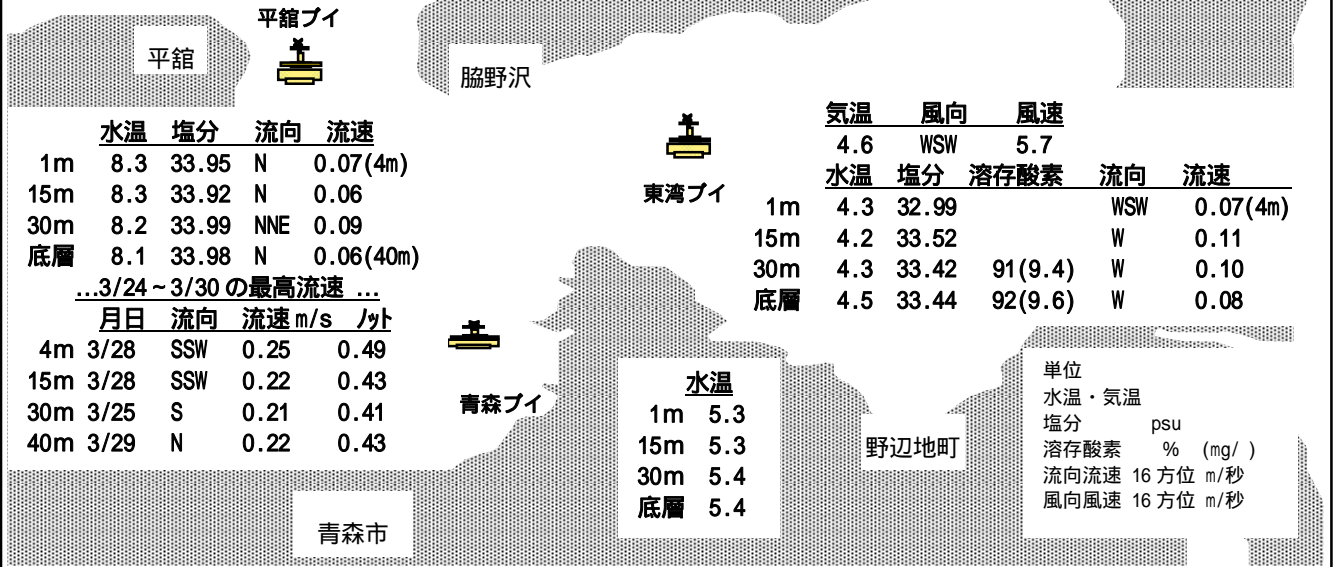 平舘ブイ
平舘
脇野沢
水温 塩分 流向 流速
1m 8.3 33.95 N 0.07(4m)
15m 8.3 33.92 N 0.06
30m 8.2 33.99 NNE 0.09
底層 8.1 33.98 N 0.06(40m)
...3/24~3/30の最高流速 ...
月日 流向 流速m/s ノット
4m 3/28 SSW 0.25 0.49
15m 3/28 SSW 0.22 0.43
30m 3/25 S 0.21 0.41
40m 3/29 N 0.22 0.43
東湾ブイ
気温 風向 風速
4.6 WSW 5.7
水温 塩分 溶存酸素 流向 流速
1m 4.3 32.99 WSW 0.07(4m)
15m 4.2 33.52 W 0.11
30m 4.3 33.42 91(9.4) W 0.10
底層 4.5 33.44 92(9.6) W 0.08
青森ブイ
水温
1m 5.3
15m 5.3
30m 5.4
底層 5.4
野辺地町
青森市
単位
水温・気温
塩分 psu
溶存酸素 % (mg/ )
流向流速 16方位 m/秒
風向風速 16方位 m/秒